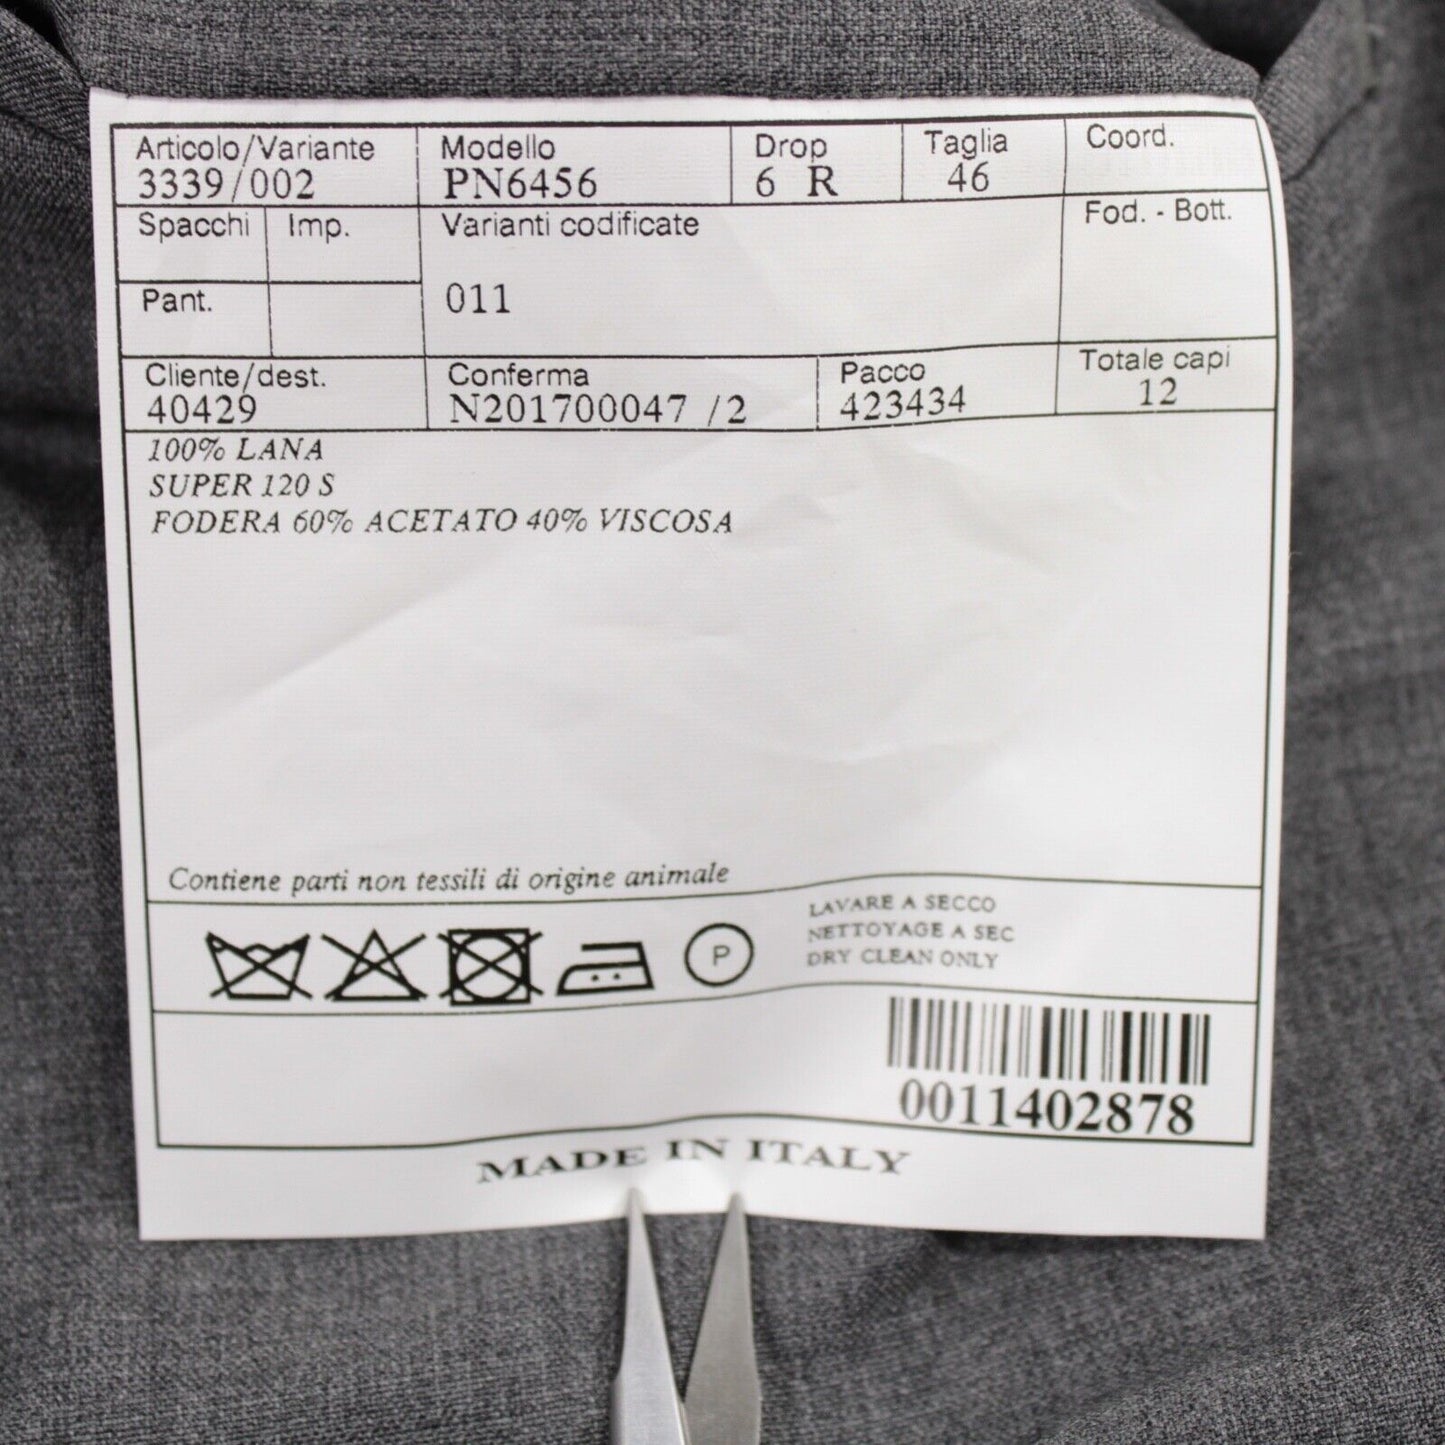 Articolo/Variante Modello Drop Taglia Coord.
3339/002 PN6456 6 R 46
Spacchi Imp. Varianti codificate Fod. - Bott.
Pant. 011
Cliente/dest. Conferma Pacco Totale capi
40429 N201700047 /2 423434 12
100% LANA
SUPER 120 S
FODERA 60% ACETATO 40% VISCOSA
Contiene parti non tessili di origine animale
P
LAVARE A SECCO
NETTOYAGE A SEC
DRY CLEAN ONLY
0011402878
MADE IN ITALY